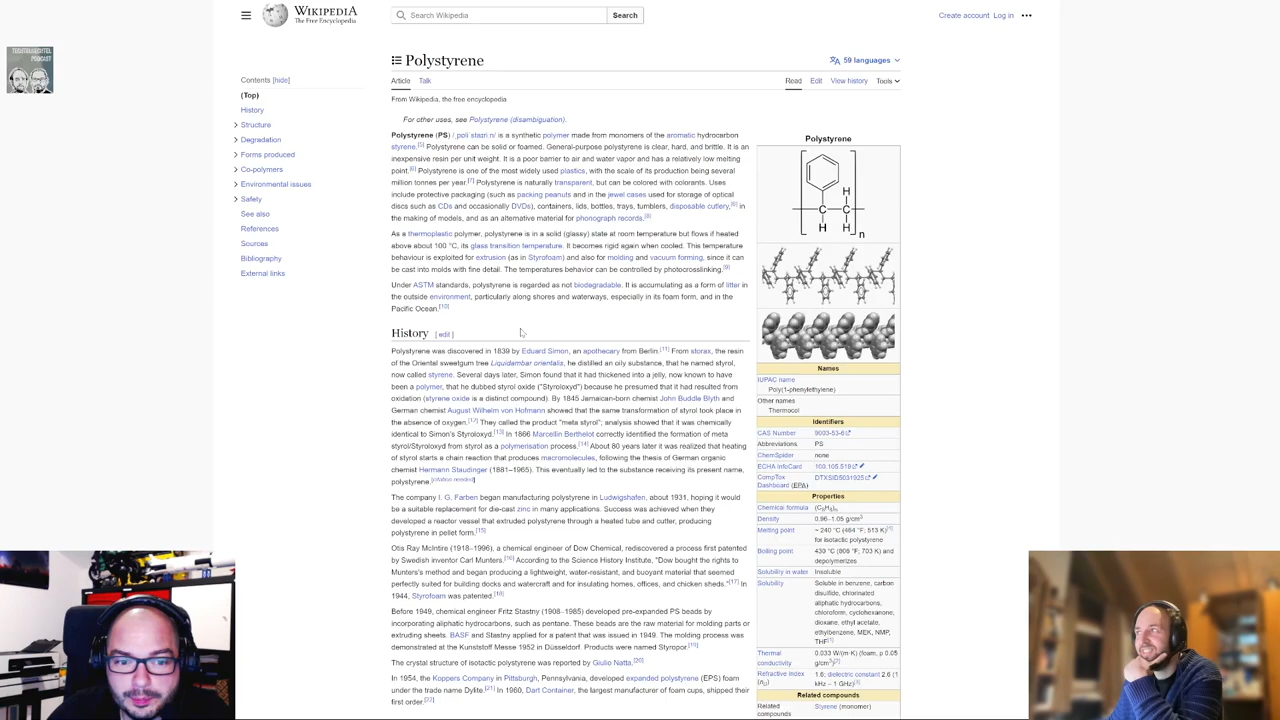 WIKIPEDIA
The Free Encyclopedia
Search Wikipedia
Search
Create account Log in
TECHTELMECHTEL
PODCAST
Polystyrene
59 languages
Article Talk
Read Edit View history Tools
Contents [hide]
(Top)
History
Structure
Degradation
Forms produced
Co-polymers
Environmental issues
Safety
See also
References
Sources
Bibliography
External links
From Wikipedia, the free encyclopedia
For other uses, see Polystyrene (disambiguation).
Polystyrene (PS) /ˌpɒliˈstaɪriːn/ is a synthetic polymer made from monomers of the aromatic hydrocarbon
styrene.[5] Polystyrene can be solid or foamed. General-purpose polystyrene is clear, hard, and brittle. It is an
inexpensive resin per unit weight. It is a poor barrier to air and water vapor and has a relatively low melting
point.[6] Polystyrene is one of the most widely used plastics, with the scale of its production being several
million tonnes per year.[7] Polystyrene is naturally transparent, but can be colored with colorants. Uses
include protective packaging (such as packing peanuts and in the jewel cases used for storage of optical
discs such as CDs and occasionally DVDs), containers, lids, bottles, trays, tumblers, disposable cutlery,[6] in
the making of models, and as an alternative material for phonograph records.[8]
As a thermoplastic polymer, polystyrene is in a solid (glassy) state at room temperature but flows if heated
above about 100 °C, its glass transition temperature. It becomes rigid again when cooled. This temperature
behaviour is exploited for extrusion (as in Styrofoam) and also for molding and vacuum forming, since it can
be cast into molds with fine detail. The temperatures behavior can be controlled by photocrosslinking.[9]
Under ASTM standards, polystyrene is regarded as not biodegradable. It is accumulating as a form of litter in
the outside environment, particularly along shores and waterways, especially in its foam form, and in the
Pacific Ocean.[10]
History [ edit ]
Polystyrene was discovered in 1839 by Eduard Simon, an apothecary from Berlin.[11] From storax, the resin
of the Oriental sweetgum tree Liquidambar orientalis, he distilled an oily substance, that he named styrol,
now called styrene. Several days later, Simon found that it had thickened into a jelly, now known to have
been a polymer, that he dubbed styrol oxide ("Styroloxyd") because he presumed that it had resulted from
oxidation (styrene oxide is a distinct compound). By 1845 Jamaican-born chemist John Buddle Blyth and
German chemist August Wilhelm von Hofmann showed that the same transformation of styrol took place in
the absence of oxygen.[12] They called the product "meta styrol"; analysis showed that it was chemically
identical to Simon's Styroloxyd.[13] In 1866 Marcellin Berthelot correctly identified the formation of meta
styrol/Styroloxyd from styrol as a polymerisation process.[14] About 80 years later it was realized that heating
of styrol starts a chain reaction that produces macromolecules, following the thesis of German organic
chemist Hermann Staudinger (1881–1965). This eventually led to the substance receiving its present name,
polystyrene.[citation needed]
The company I. G. Farben began manufacturing polystyrene in Ludwigshafen, about 1931, hoping it would
be a suitable replacement for die-cast zinc in many applications. Success was achieved when they
developed a reactor vessel that extruded polystyrene through a heated tube and cutter, producing
polystyrene in pellet form.[15]
Otis Ray McIntire (1918–1996), a chemical engineer of Dow Chemical, rediscovered a process first patented
by Swedish inventor Carl Munters.[16] According to the Science History Institute, "Dow bought the rights to
Munters's method and began producing a lightweight, water-resistant, and buoyant material that seemed
perfectly suited for building docks and watercraft and for insulating homes, offices, and chicken sheds."[17] In
1944, Styrofoam was patented.[18]
Before 1949, chemical engineer Fritz Stastny (1908–1985) developed pre-expanded PS beads by
incorporating aliphatic hydrocarbons, such as pentane. These beads are the raw material for molding parts or
extruding sheets. BASF and Stastny applied for a patent that was issued in 1949. The molding process was
demonstrated at the Kunststoff Messe 1952 in Düsseldorf. Products were named Styropor.[19]
The crystal structure of isotactic polystyrene was reported by Giulio Natta.[20]
In 1954, the Koppers Company in Pittsburgh, Pennsylvania, developed expanded polystyrene (EPS) foam
under the trade name Dylite.[21] In 1960, Dart Container, the largest manufacturer of foam cups, shipped their
first order.[22]
Polystyrene
H
C C
H H
n
Names
IUPAC name
Poly(1-phenylethylene)
Other names
Thermocol
Identifiers
CAS Number 9003-53-6
Abbreviations PS
ChemSpider none
ECHA InfoCard 100.105.519
CompTox Dashboard (EPA) DTXSID5031925
Properties
Chemical formula (C8H8)n
Density 0.96–1.05 g/cm3
Melting point ~ 240 °C (464 °F; 513 K)[4]
for isotactic polystyrene
Boiling point 430 °C (806 °F; 703 K) and
depolymerizes
Solubility in water Insoluble
Solubility Soluble in benzene, carbon
disulfide, chlorinated
aliphatic hydrocarbons,
chloroform, cyclohexanone,
dioxane, ethyl acetate,
ethylbenzene, MEK, NMP,
THF[1]
Thermal conductivity 0.033 W/(m·K) (foam, ρ 0.05
g/cm3)[2]
Refractive index (nD) 1.6; dielectric constant 2.6 (1
kHz – 1 GHz)[3]
Related compounds
Related compounds Styrene (monomer)